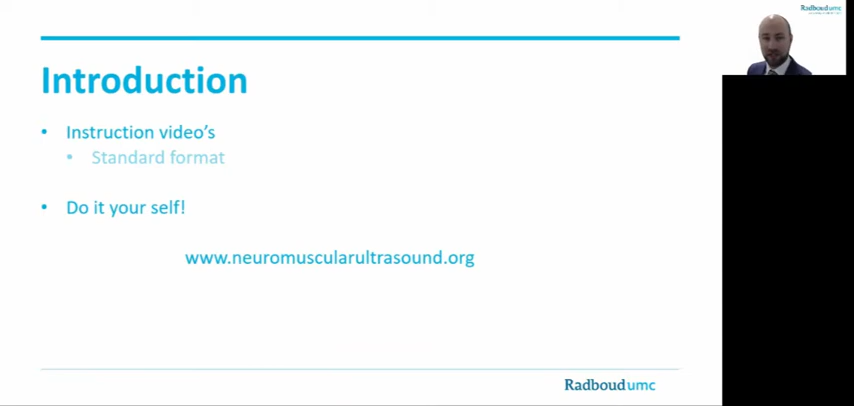 Radboudumc
Introduction
• Instruction video's
• Standard format
• Do it your self!
www.neuromuscularultrasound.org
Radboudumc